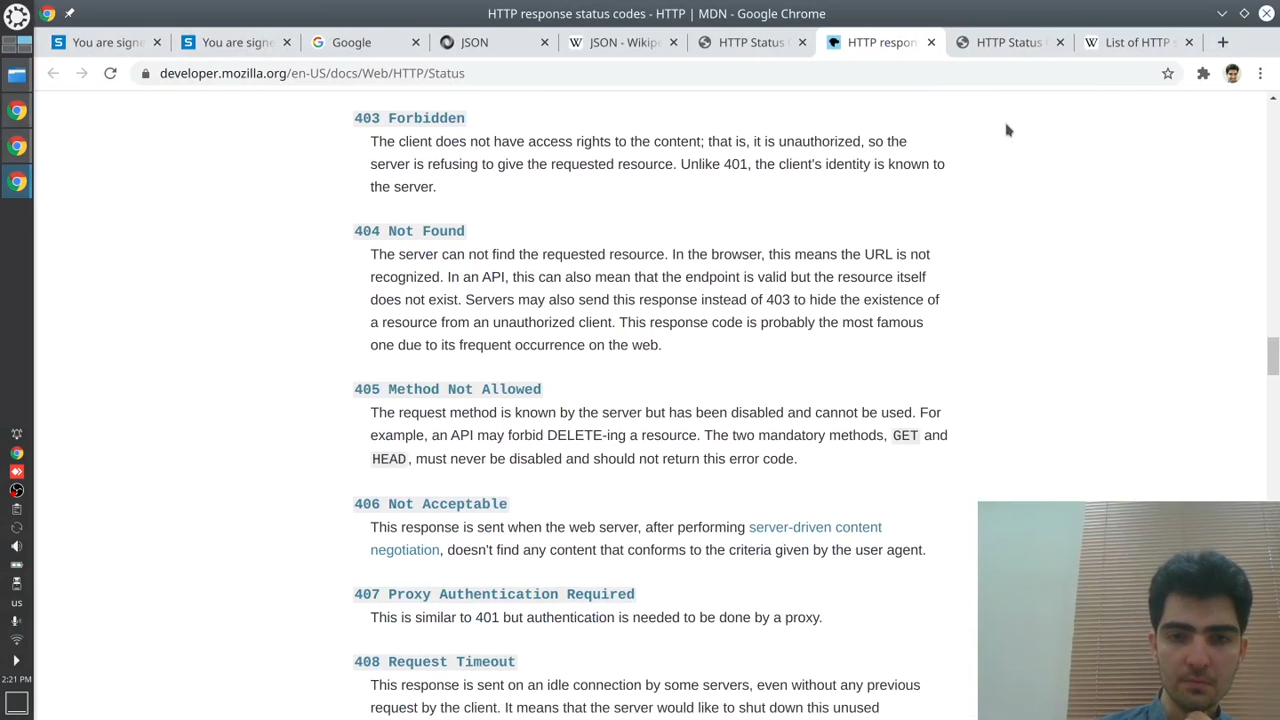 HTTP response status codes - HTTP | MDN - Google Chrome
You are signe
You are signe
Google
JSON
JSON - Wikipe
HTTP Status C
HTTP respon
HTTP Status
List of HTTP s
developer.mozilla.org/en-US/docs/Web/HTTP/Status
403 Forbidden
The client does not have access rights to the content; that is, it is unauthorized, so the
server is refusing to give the requested resource. Unlike 401, the client's identity is known to
the server.
404 Not Found
The server can not find the requested resource. In the browser, this means the URL is not
recognized. In an API, this can also mean that the endpoint is valid but the resource itself
does not exist. Servers may also send this response instead of 403 to hide the existence of
a resource from an unauthorized client. This response code is probably the most famous
one due to its frequent occurrence on the web.
405 Method Not Allowed
The request method is known by the server but has been disabled and cannot be used. For
example, an API may forbid DELETE-ing a resource. The two mandatory methods, GET and
HEAD, must never be disabled and should not return this error code.
406 Not Acceptable
This response is sent when the web server, after performing server-driven content
negotiation, doesn't find any content that conforms to the criteria given by the user agent.
407 Proxy Authentication Required
This is similar to 401 but authentication is needed to be done by a proxy.
408 Request Timeout
This response is sent on an idle connection by some servers, even without any previous
request by the client. It means that the server would like to shut down this unused
us
2:21 PM